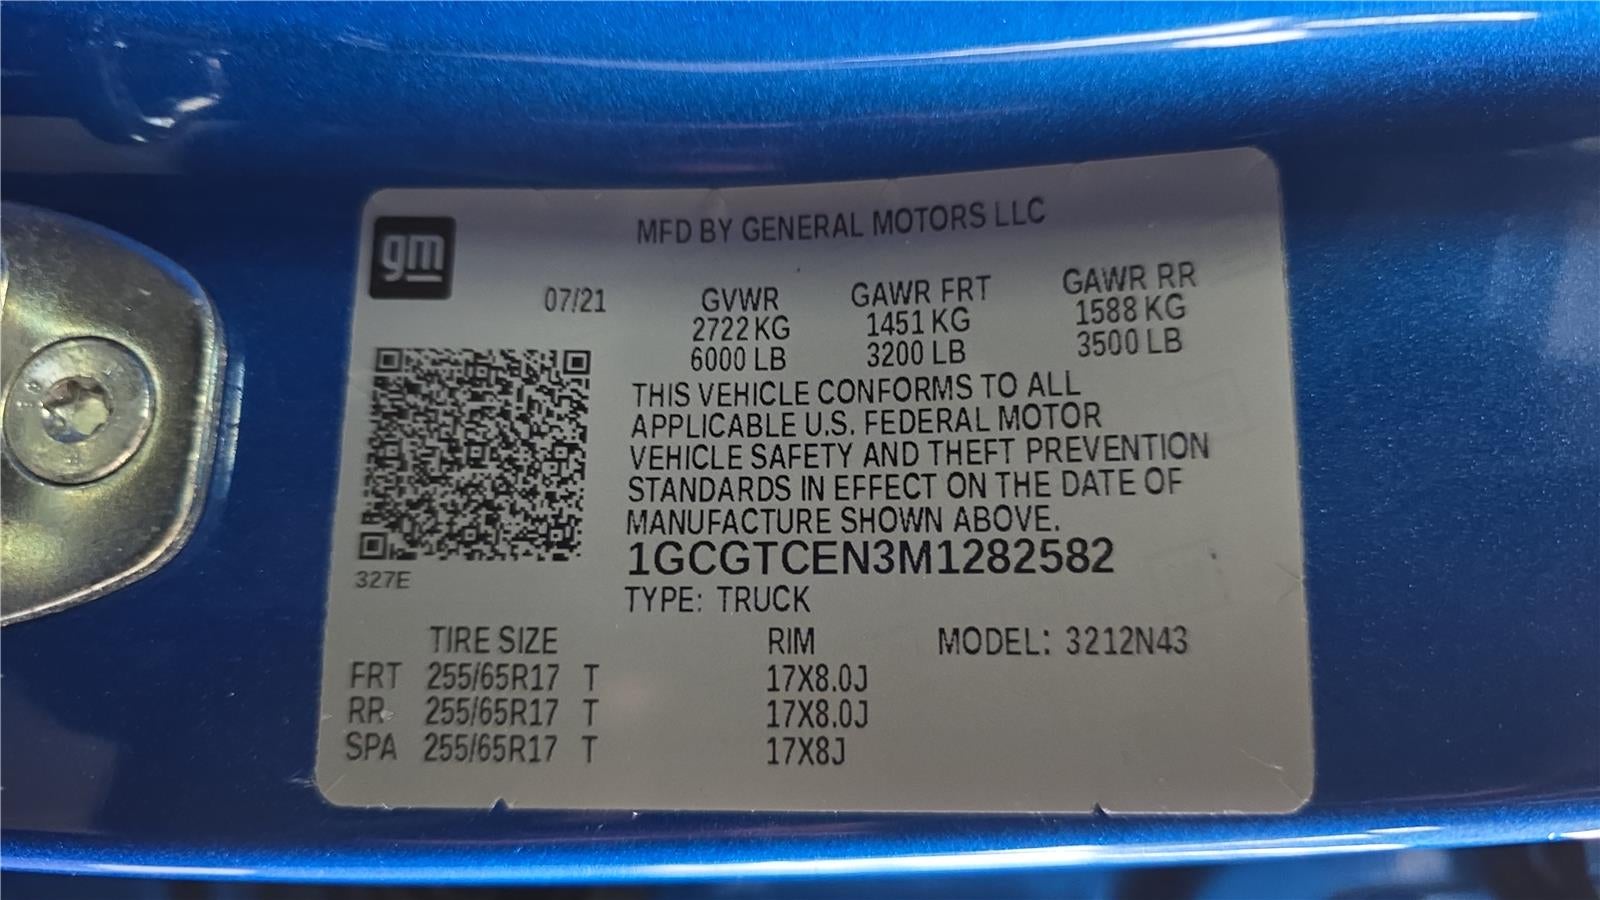 gm
MFD BY GENERAL MOTORS LLC
07/21 GVWR GAWR FRT GAWR RR
2722 KG 1451 KG 1588 KG
6000 LB 3200 LB 3500 LB
THIS VEHICLE CONFORMS TO ALL
APPLICABLE U.S. FEDERAL MOTOR
VEHICLE SAFETY AND THEFT PREVENTION
STANDARDS IN EFFECT ON THE DATE OF
MANUFACTURE SHOWN ABOVE.
1GCGTCEN3M1282582
327E
TYPE: TRUCK
TIRE SIZE RIM MODEL: 3212N43
FRT 255/65R17 T 17X8.0J
RR 255/65R17 T 17X8.0J
SPA 255/65R17 T 17X8J